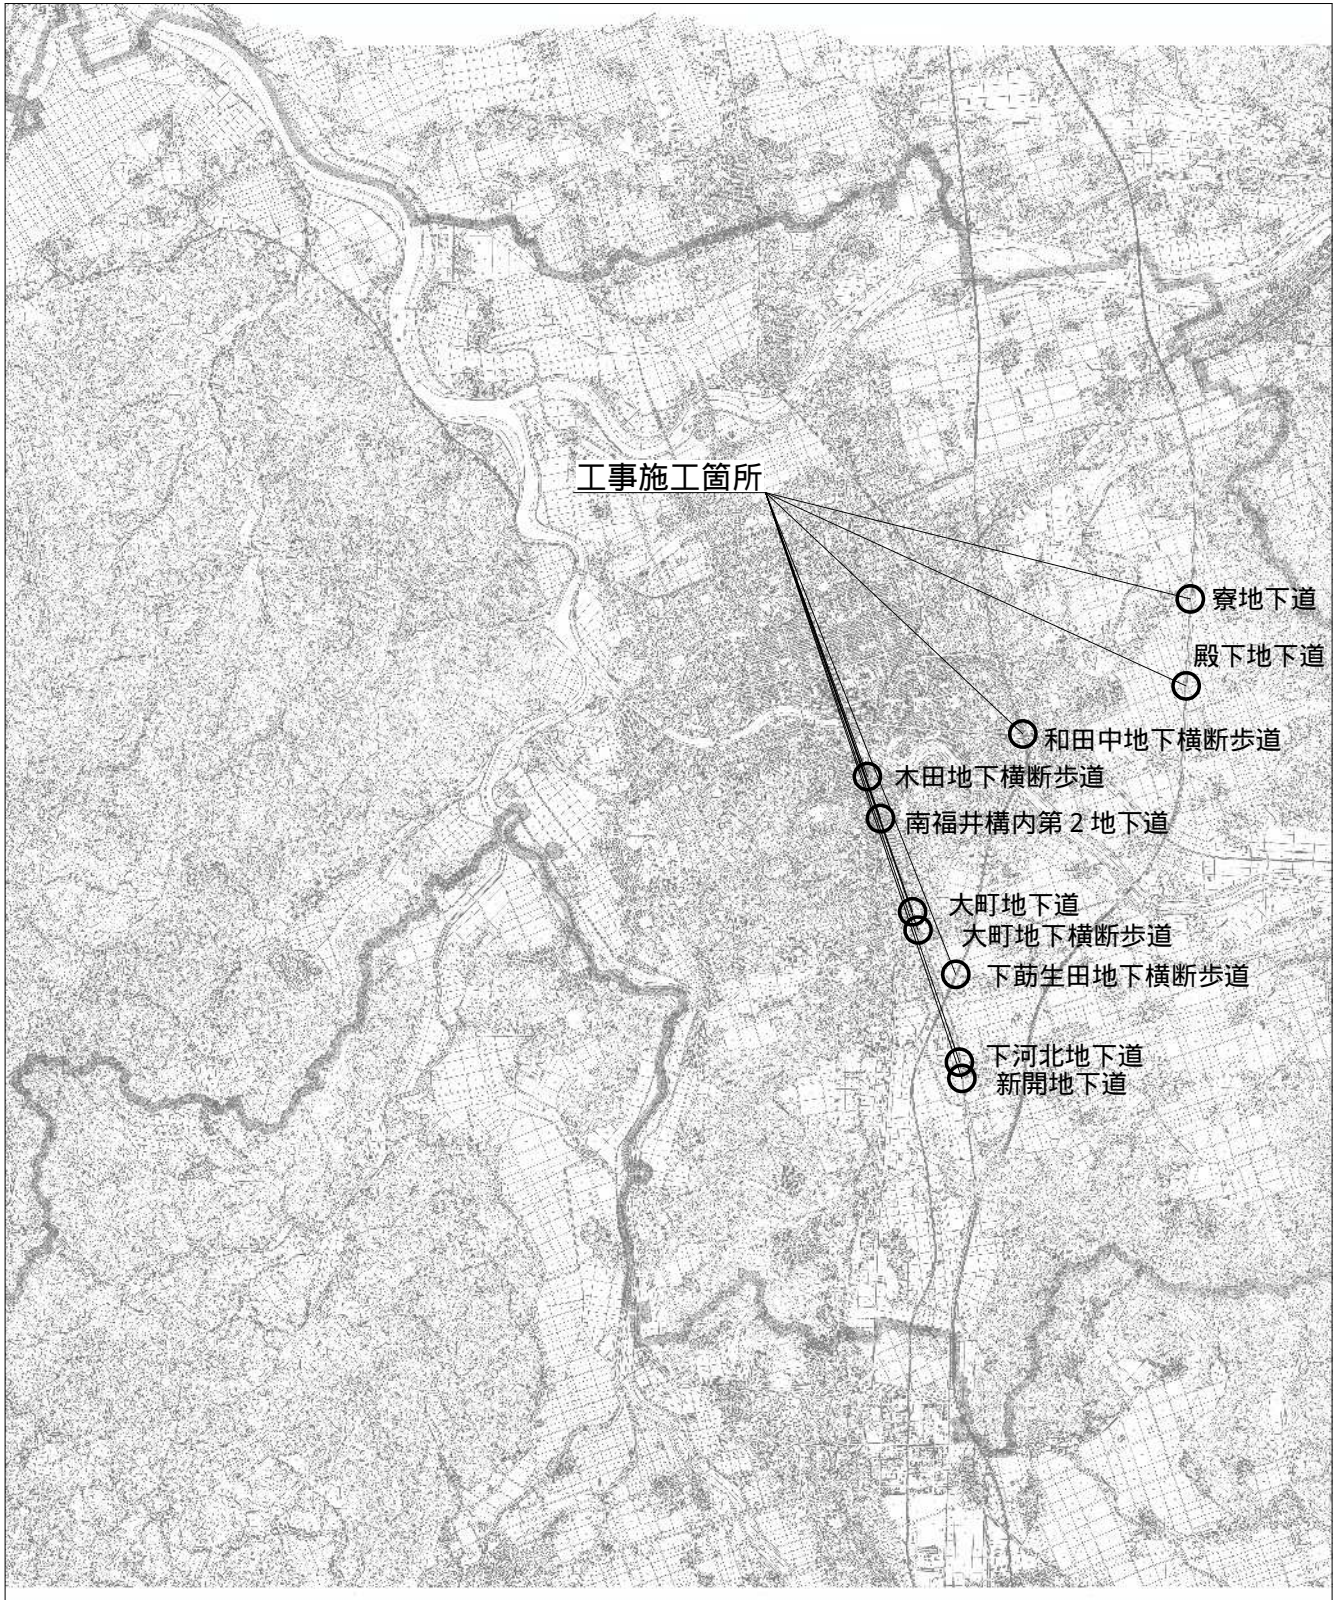 工事施工箇所
寮地下道
殿下地下道
和田中地下横断歩道
木田地下横断歩道
南福井構内第2地下道
大町地下道
大町地下横断歩道
下莇生田地下横断歩道
下河北地下道
新開地下道